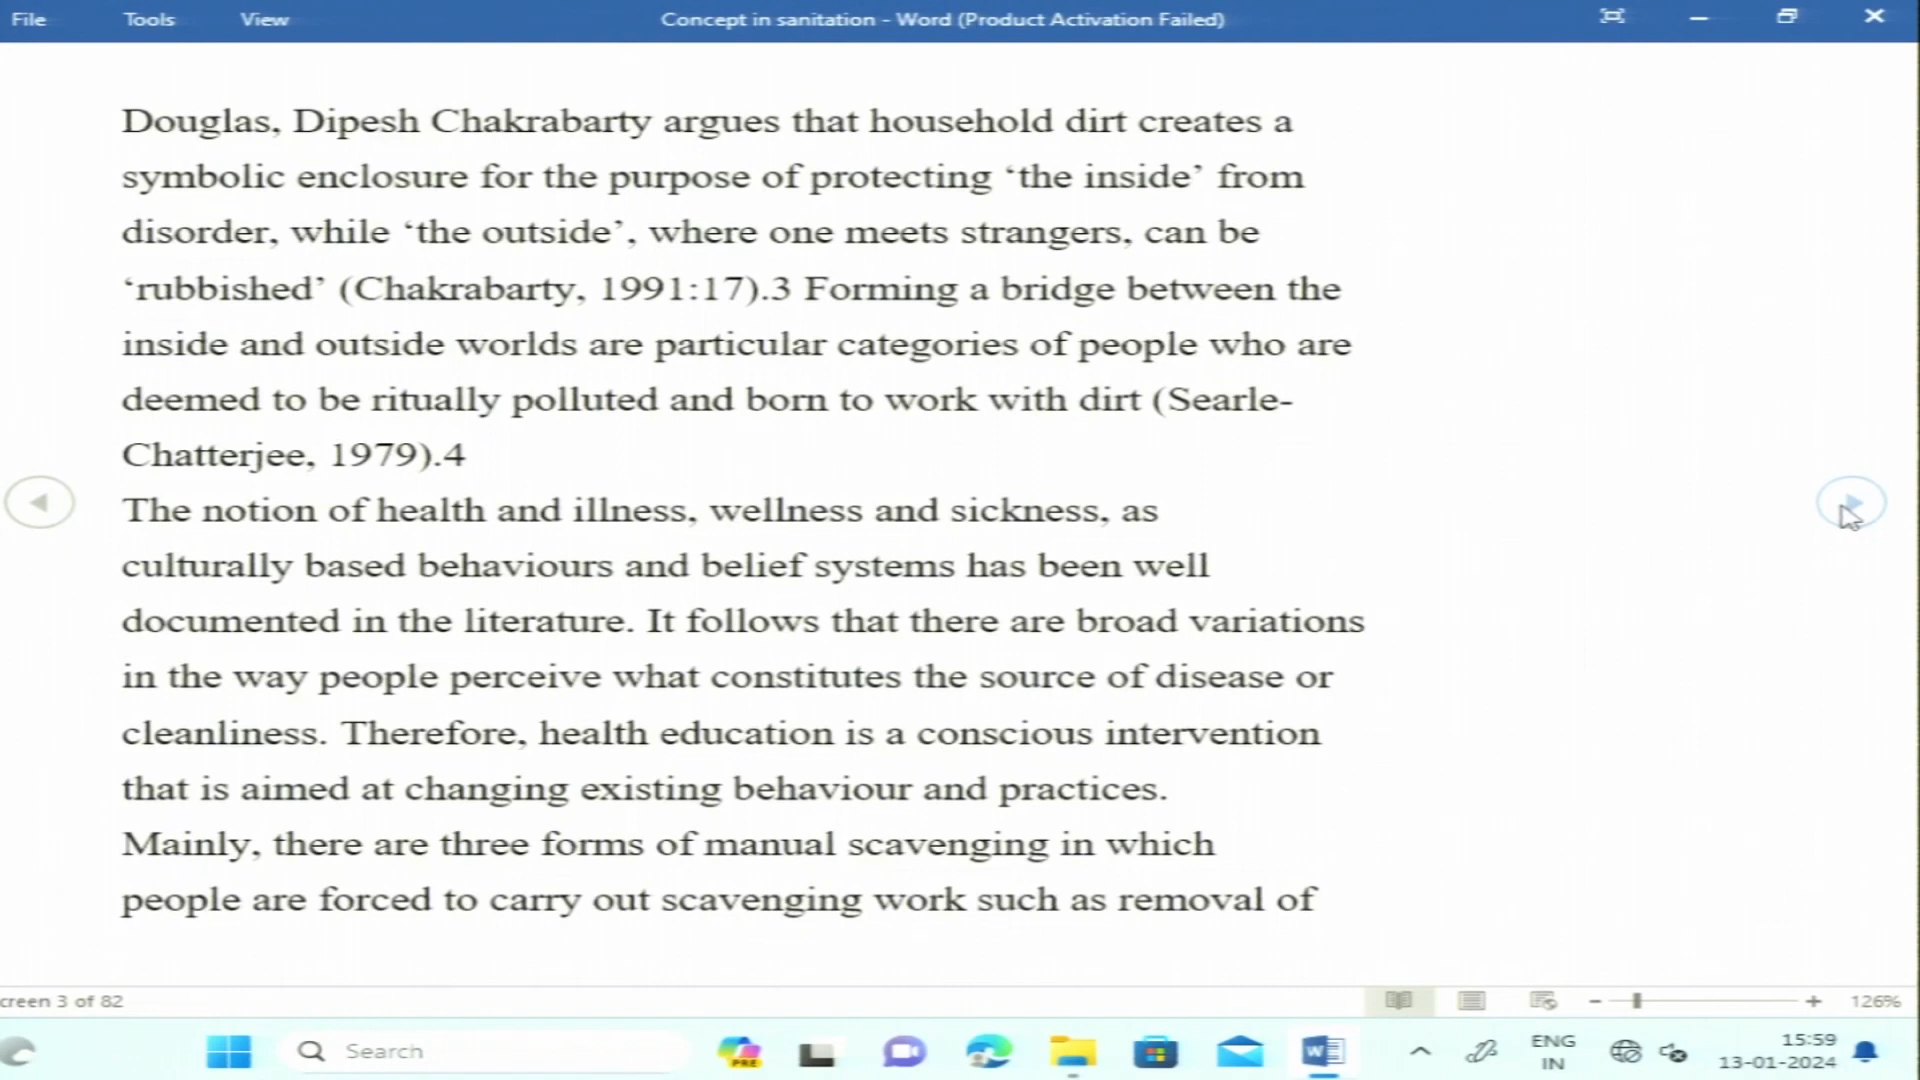 File Tools View Concept in sanitation - Word (Product Activation Failed)
Douglas, Dipesh Chakrabarty argues that household dirt creates a
symbolic enclosure for the purpose of protecting ‘the inside’ from
disorder, while ‘the outside’, where one meets strangers, can be
‘rubbished’ (Chakrabarty, 1991:17).3 Forming a bridge between the
inside and outside worlds are particular categories of people who are
deemed to be ritually polluted and born to work with dirt (Searle-
Chatterjee, 1979).4
The notion of health and illness, wellness and sickness, as
culturally based behaviours and belief systems has been well
documented in the literature. It follows that there are broad variations
in the way people perceive what constitutes the source of disease or
cleanliness. Therefore, health education is a conscious intervention
that is aimed at changing existing behaviour and practices.
Mainly, there are three forms of manual scavenging in which
people are forced to carry out scavenging work such as removal of
creen 3 of 82 126%
Search PRE ENG 15:59
IN 13-01-2024